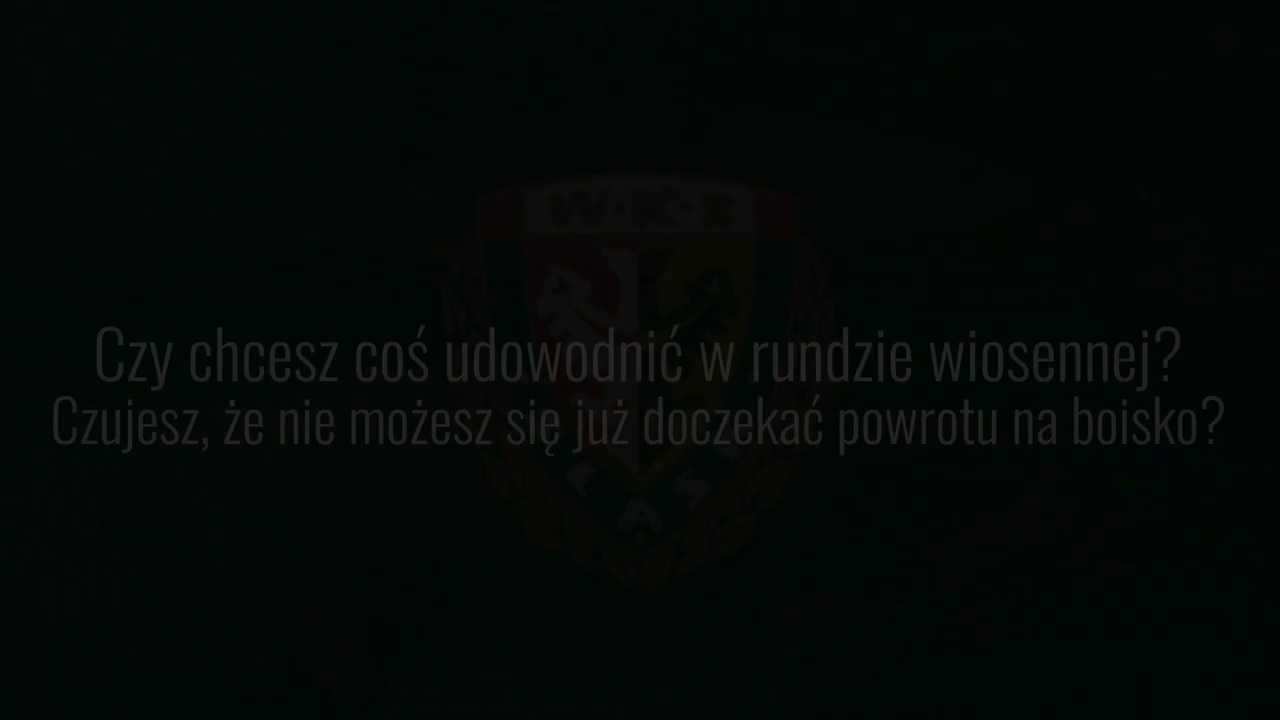 W·K·S
Czy chcesz coś udowodnić w rundzie wiosennej?
Czujesz, że nie możesz się już doczekać powrotu na boisko?